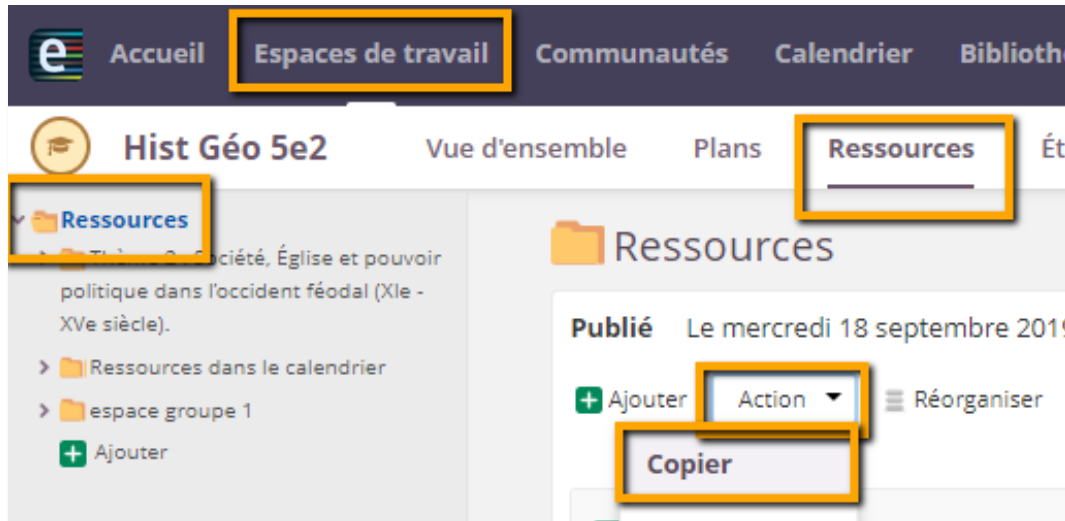 e Accueil Espaces de travail Communautés Calendrier
Hist Géo 5e2 Vue d'ensemble Plans Ressources
Ressources
Société, Église et pouvoir
politique dans l'occident féodal (XIe -
XVe siècle).
Ressources dans le calendrier
espace groupe 1
Ajouter
Ressources
Publié Le mercredi 18 septembre 2019
Ajouter Action Réorganiser
Copier